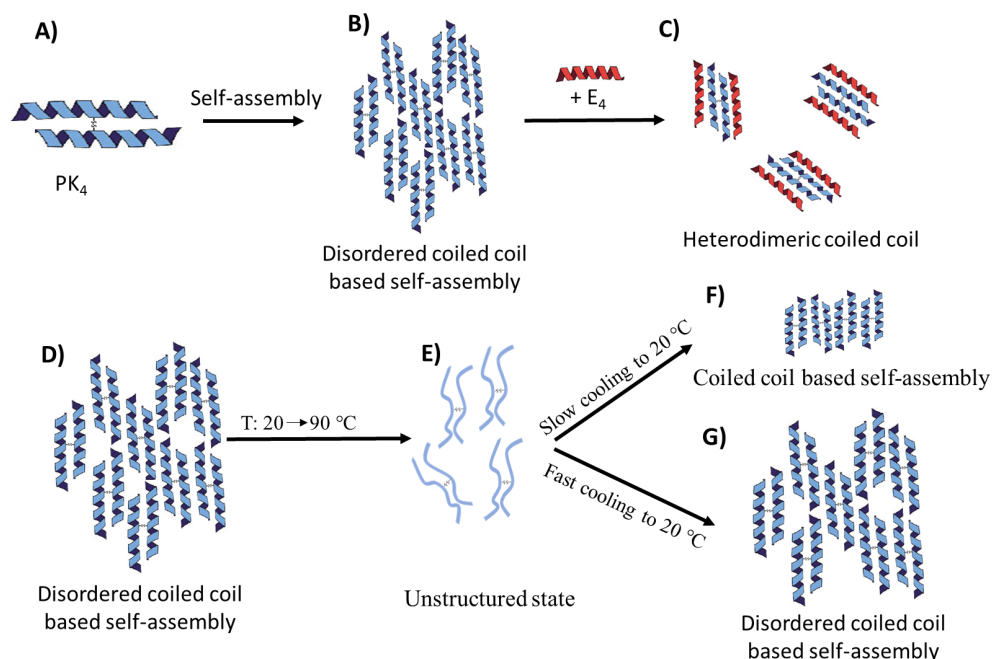 A)
PK₄
Self-assembly
B)
Disordered coiled coil
based self-assembly
+ E₄
C)
Heterodimeric coiled coil
D)
Disordered coiled coil
based self-assembly
T: 20→90 °C
E)
Unstructured state
Slow cooling to 20 °C
Fast cooling to 20 °C
F)
Coiled coil based self-assembly
G)
Disordered coiled coil
based self-assembly